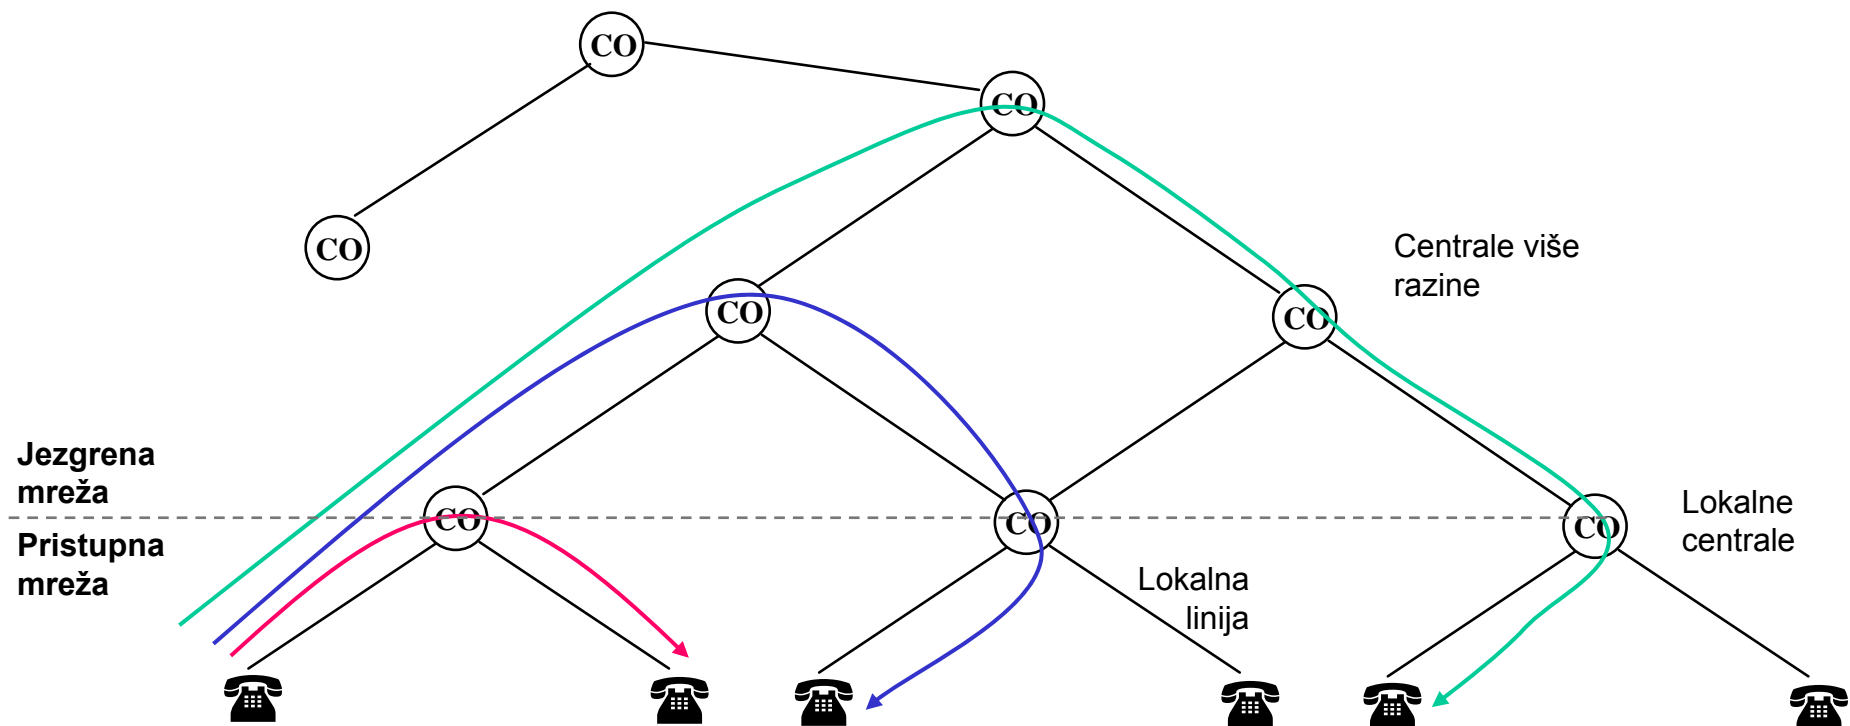 CO
CO
CO
Centrale više
razine
CO
CO
Jezgrena
mreža
CO
CO
CO
Lokalne
centrale
Pristupna
mreža
Lokalna
linija